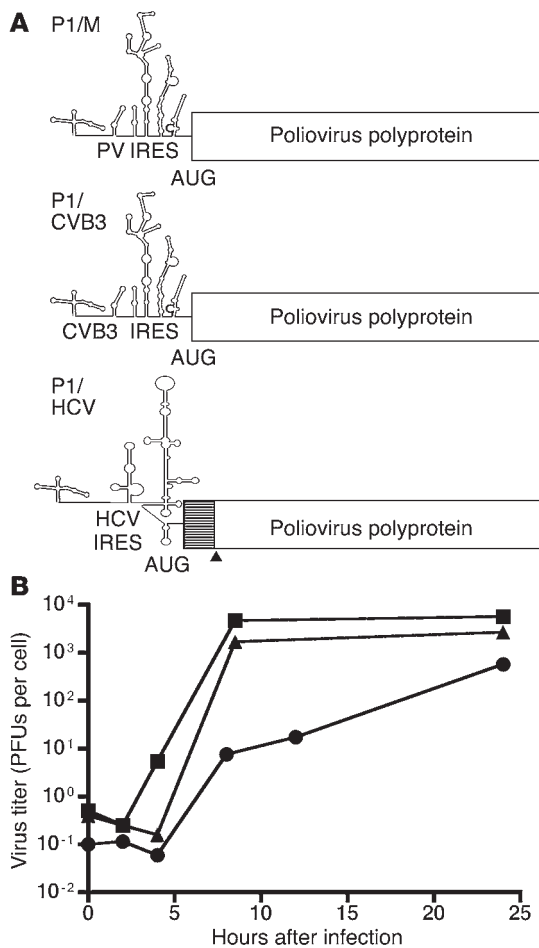 A
P1/M
PV IRES
Poliovirus polyprotein
AUG
P1/
CVB3
CVB3 IRES
Poliovirus polyprotein
AUG
P1/
HCV
HCV
IRES
Poliovirus polyprotein
AUG
B
Virus titer (PFUs per cell)
10⁴
10³
10²
10¹
10⁰
10⁻¹
10⁻²
0 5 10 15 20 25
Hours after infection